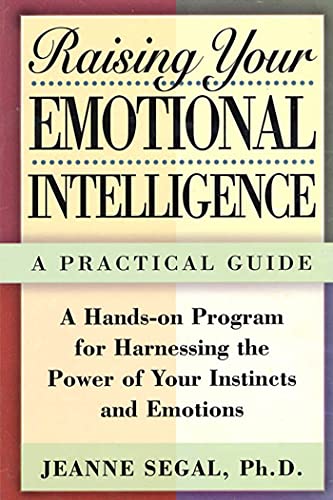 Raising Your
EMOTIONAL
INTELLIGENCE
A PRACTICAL GUIDE
A Hands-on Program
for Harnessing the
Power of Your Instincts
and Emotions
JEANNE SEGAL, Ph.D.